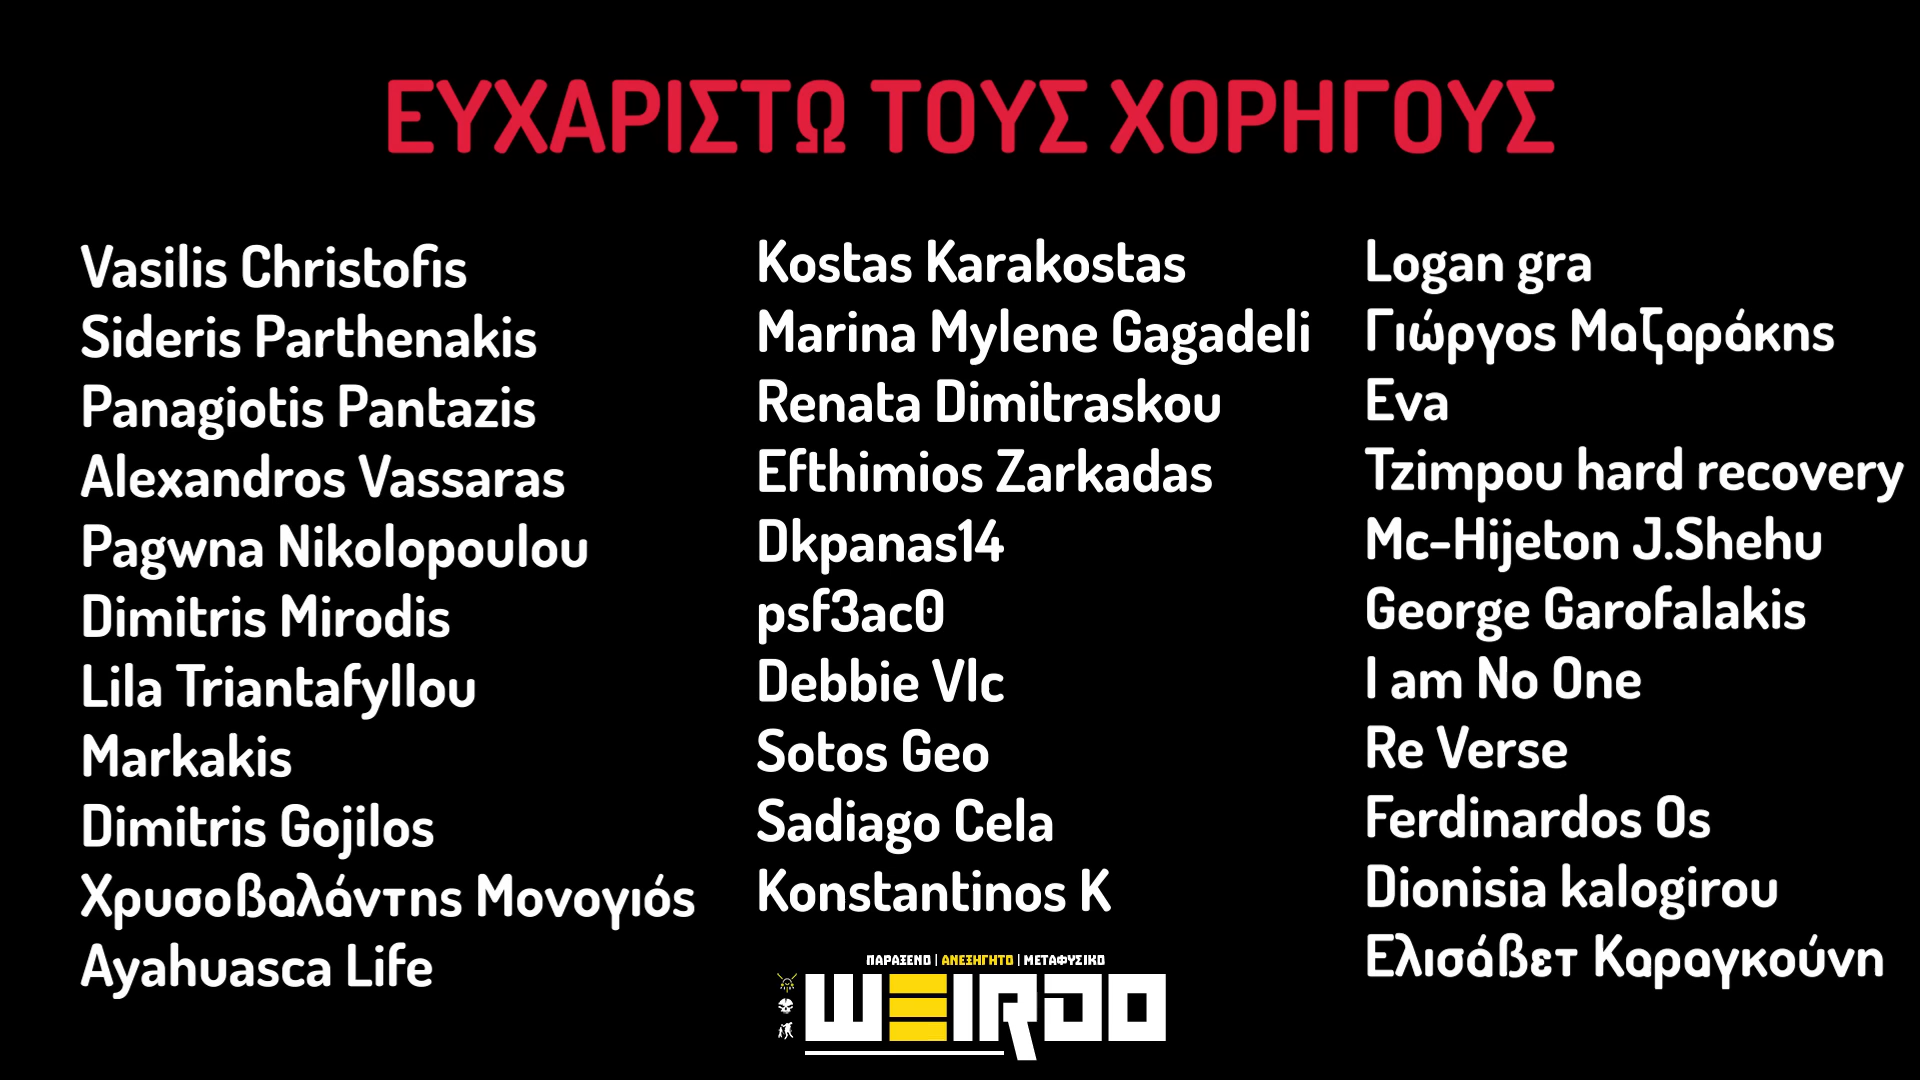 ΕΥΧΑΡΙΣΤΩ ΤΟΥΣ ΧΟΡΗΓΟΥΣ
Vasilis Christofis
Sideris Parthenakis
Panagiotis Pantazis
Alexandros Vassaras
Pagwna Nikolopoulou
Dimitris Mirodis
Lila Triantafyllou
Markakis
Dimitris Gojilos
Χρυσοβαλάντης Μονογιός
Ayahuasca Life
Kostas Karakostas
Marina Mylene Gagadeli
Renata Dimitraskou
Efthimios Zarkadas
Dkpanas14
psf3ac0
Debbie Vlc
Sotos Geo
Sadiago Cela
Konstantinos K
Logan gra
Γιώργος Μαζαράκης
Eva
Tzimpou hard recovery
Mc-Hijeton J.Shehu
George Garofalakis
I am No One
Re Verse
Ferdinardos Os
Dionisia kalogirou
Ελισάβετ Καραγκούνη
ΠΑΡΑΞΕΝΟ | ΑΝΕΞΗΓΗΤΟ | ΜΕΤΑΦΥΣΙΚΟ
WEIRDO